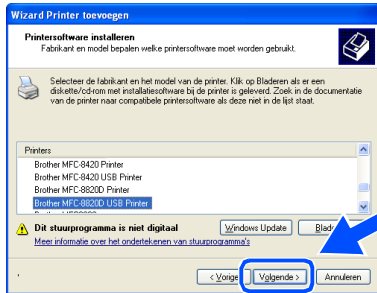 Wizard Printer toevoegen
Printersoftware installeren
Fabrikant en model bepalen welke printersoftware moet worden gebruikt.
Selecteer de fabrikant en het model van de printer. Klik op Bladeren als er een
diskette/cd-rom met installatiesoftware bij de printer is geleverd. Zoek in de documentatie
van de printer naar compatibele printersoftware als deze niet in de lijst staat.
Printers
Brother MFC-8420 Printer
Brother MFC-8420 USB Printer
Brother MFC-8820D Printer
Brother MFC-8820D USB Printer
Dit stuurprogramma is niet digitaal
Windows Update
Meer informatie over het ondertekenen van stuurprogramma's
< Vorige
Volgende >
Annuleren